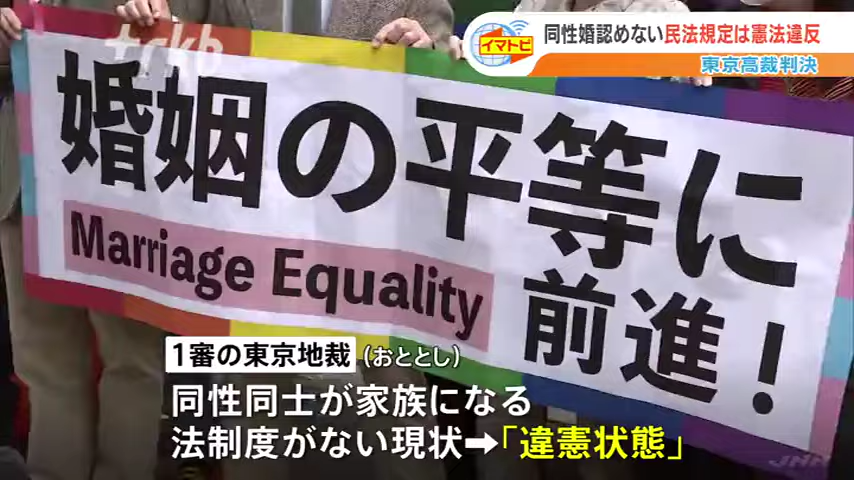 rkb
イマトピ
同性婚認めない民法規定は憲法違反
東京高裁判決
婚姻の平等に
Marriage Equality
前進！
1審の東京地裁（おととし）
同性同士が家族になる
法制度がない現状➡「違憲状態」
JNN